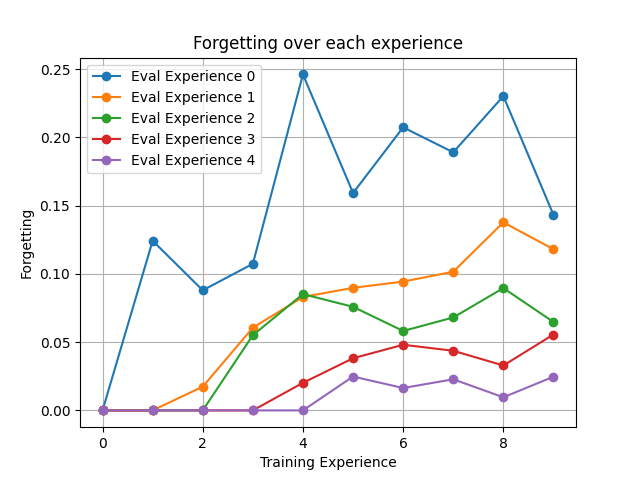 Forgetting over each experience
Eval Experience 0
Eval Experience 1
Eval Experience 2
Eval Experience 3
Eval Experience 4
Forgetting
0.25
0.20
0.15
0.10
0.05
0.00
0 2 4 6 8
Training Experience